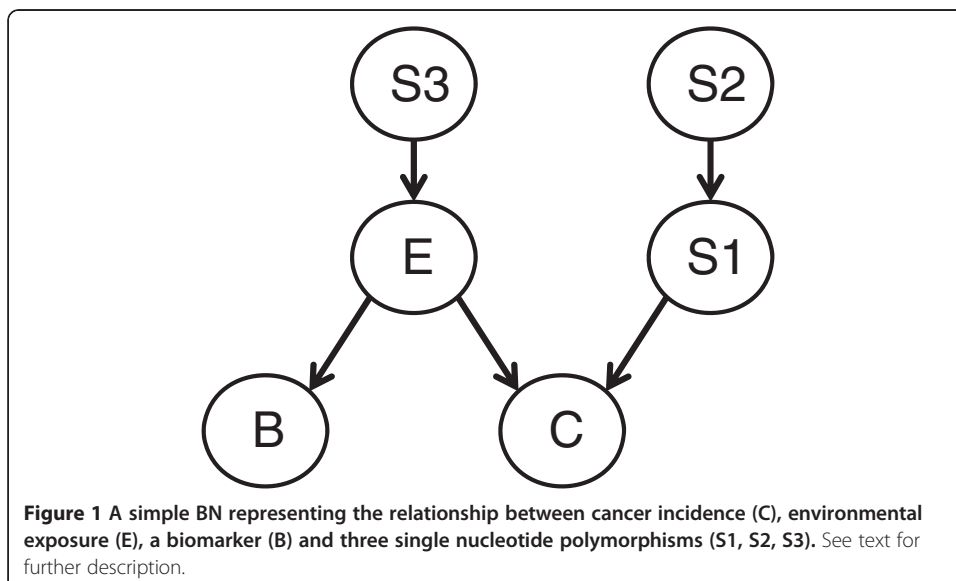 S3 S2
E S1
B C
Figure 1 A simple BN representing the relationship between cancer incidence (C), environmental
exposure (E), a biomarker (B) and three single nucleotide polymorphisms (S1, S2, S3). See text for
further description.